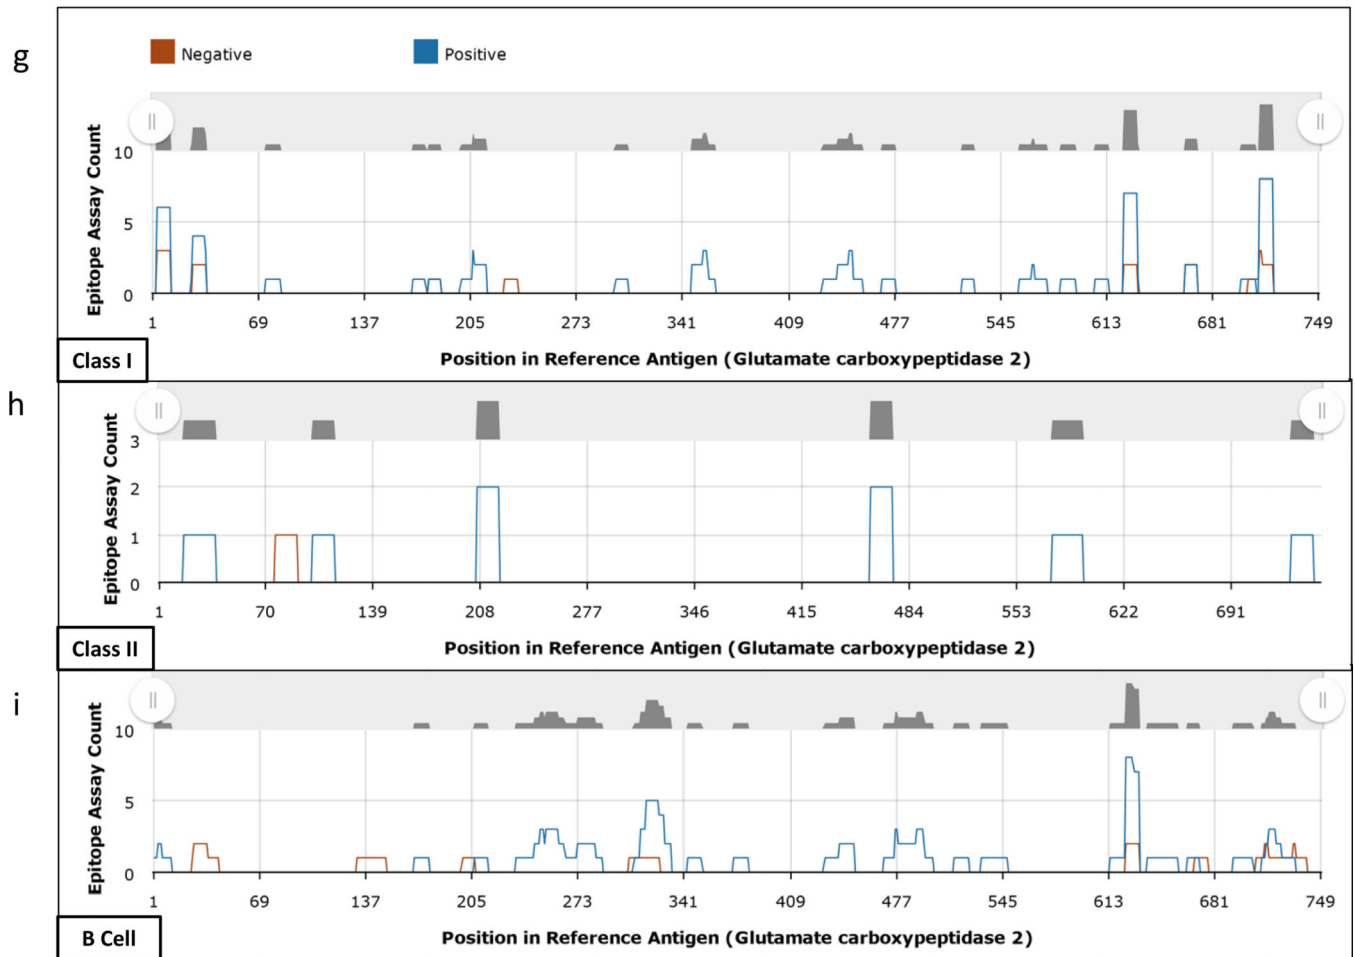 g
Negative
Positive
10
5
0
Epitope Assay Count
1 69 137 205 273 341 409 477 545 613 681 749
Class I
Position in Reference Antigen (Glutamate carboxypeptidase 2)
h
3
2
1
0
Epitope Assay Count
1 70 139 208 277 346 415 484 553 622 691
Class II
Position in Reference Antigen (Glutamate carboxypeptidase 2)
i
10
5
0
Epitope Assay Count
1 69 137 205 273 341 409 477 545 613 681 749
B Cell
Position in Reference Antigen (Glutamate carboxypeptidase 2)